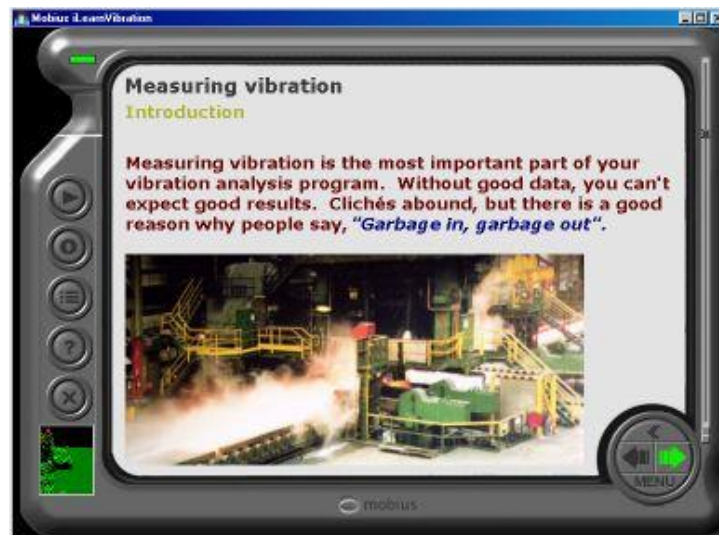 Mobius iLearnVibration
Measuring vibration
Introduction
Measuring vibration is the most important part of your
vibration analysis program.  Without good data, you can't
expect good results.  Clichés abound, but there is a good
reason why people say, "Garbage in, garbage out".
MENU
mobius